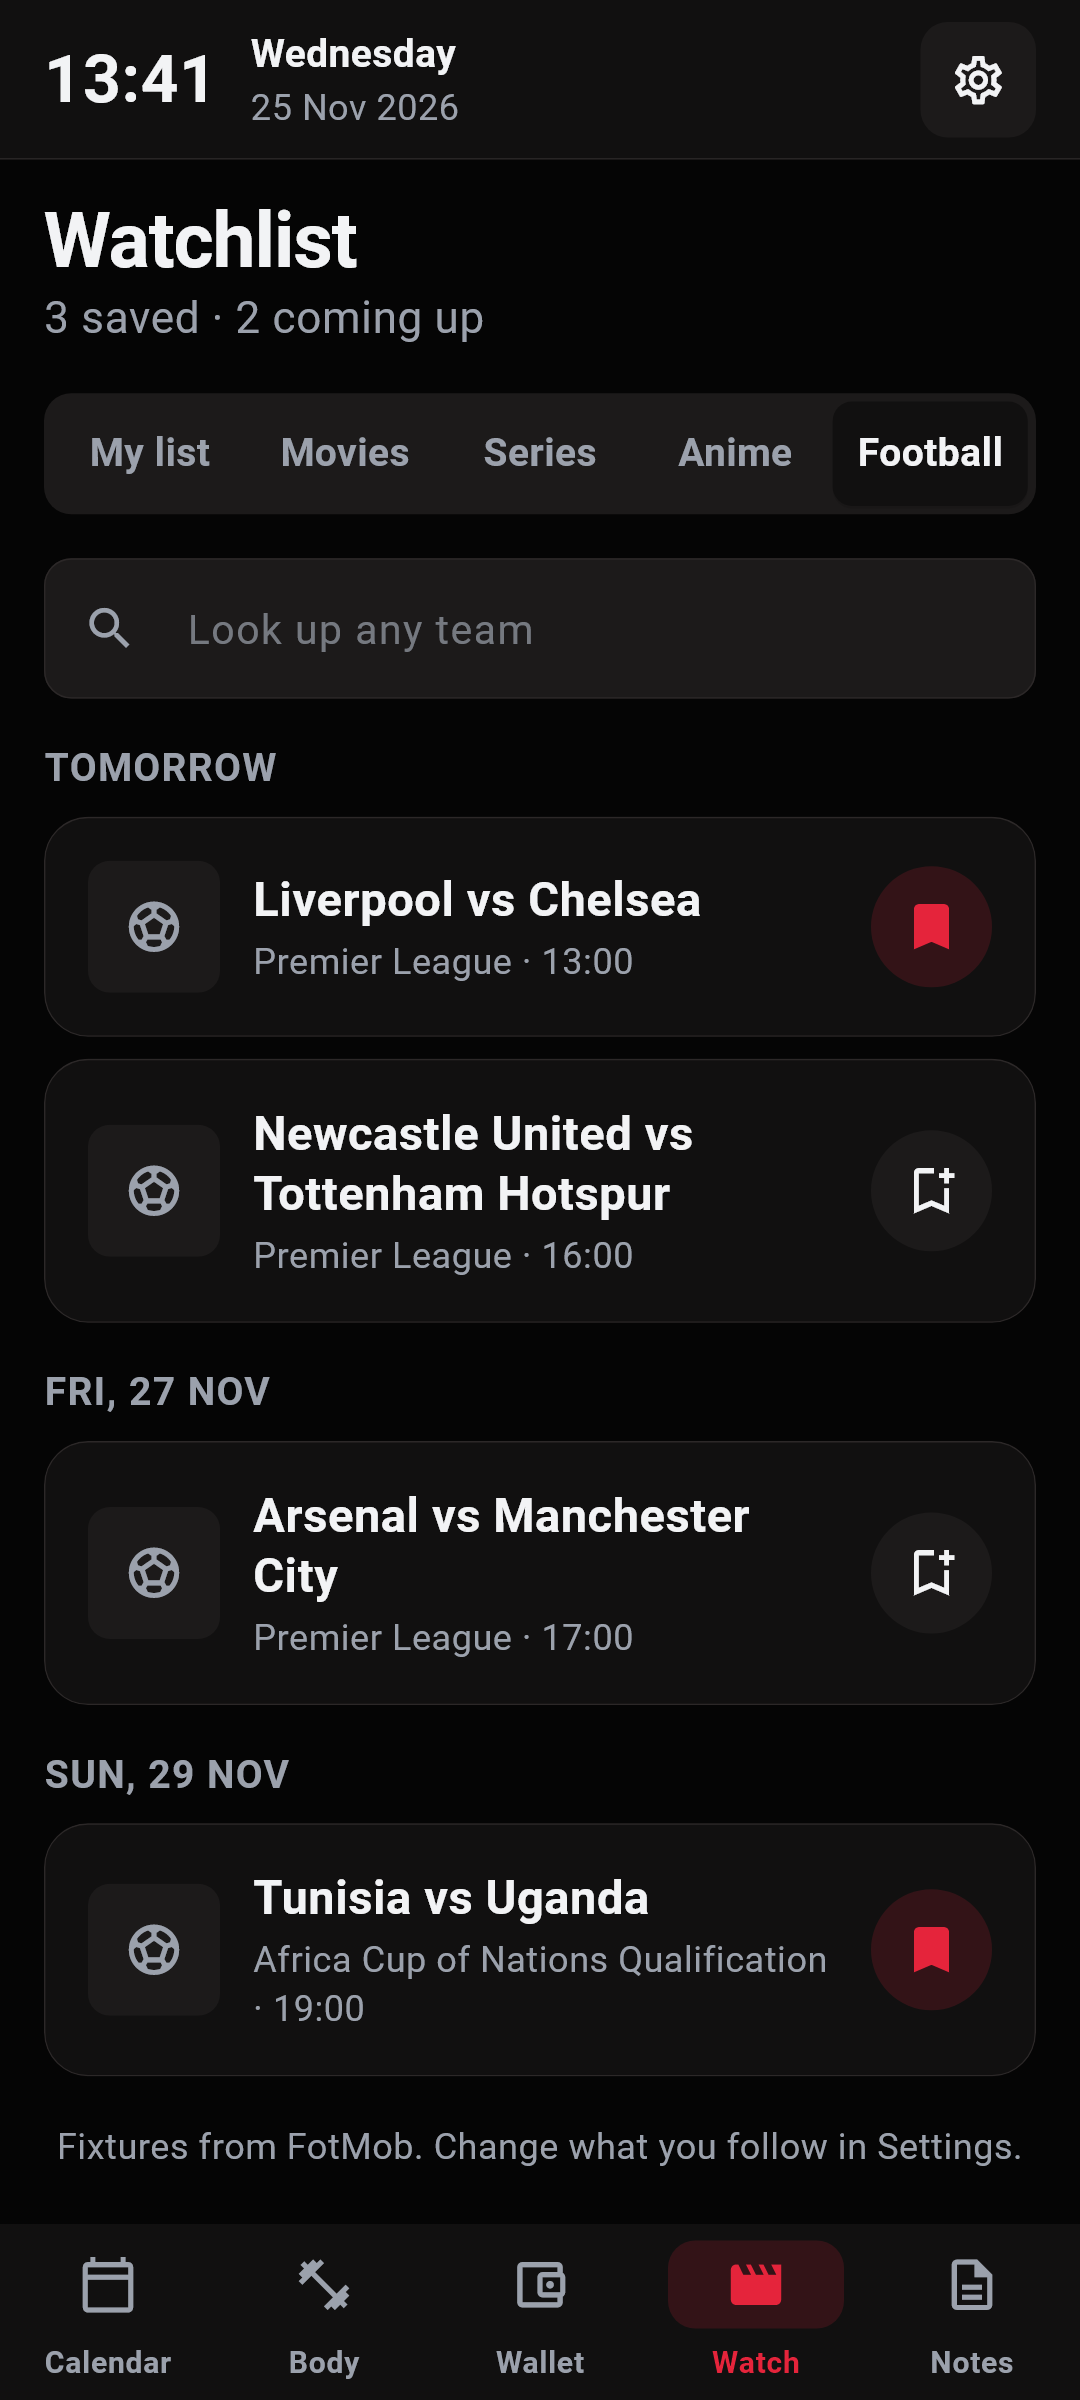 13:41
Wednesday
25 Nov 2026
Watchlist
3 saved · 2 coming up
My list
Movies
Series
Anime
Football
Look up any team
TOMORROW
Liverpool vs Chelsea
Premier League · 13:00
Newcastle United vs
Tottenham Hotspur
Premier League · 16:00
FRI, 27 NOV
Arsenal vs Manchester
City
Premier League · 17:00
SUN, 29 NOV
Tunisia vs Uganda
Africa Cup of Nations Qualification
· 19:00
Fixtures from FotMob. Change what you follow in Settings.
Calendar
Body
Wallet
Watch
Notes